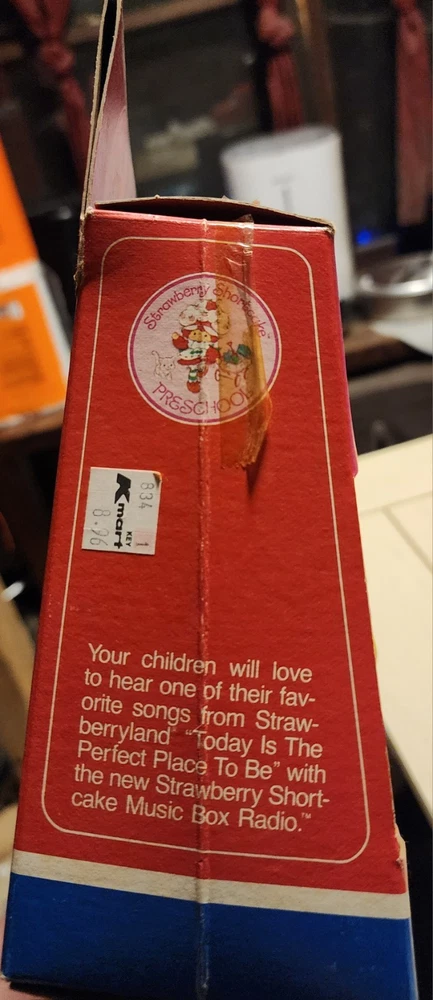 Strawberry Shortcake™
PRESCHOOL
834 1
KEY
Kmart
8.96
Your children will love
to hear one of their fav-
orite songs from Straw-
berryland "Today Is The
Perfect Place To Be" with
the new Strawberry Short-
cake Music Box Radio.™